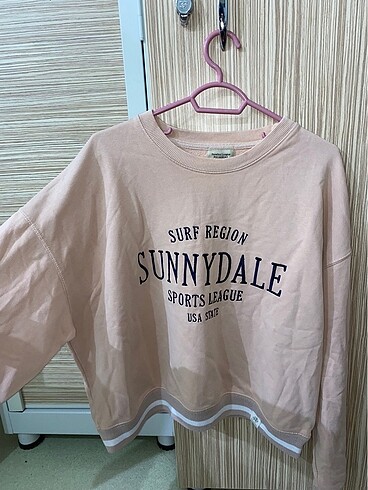 SURF REGION
SUNNYDALE
SPORTS LEAGUE
USA STATE